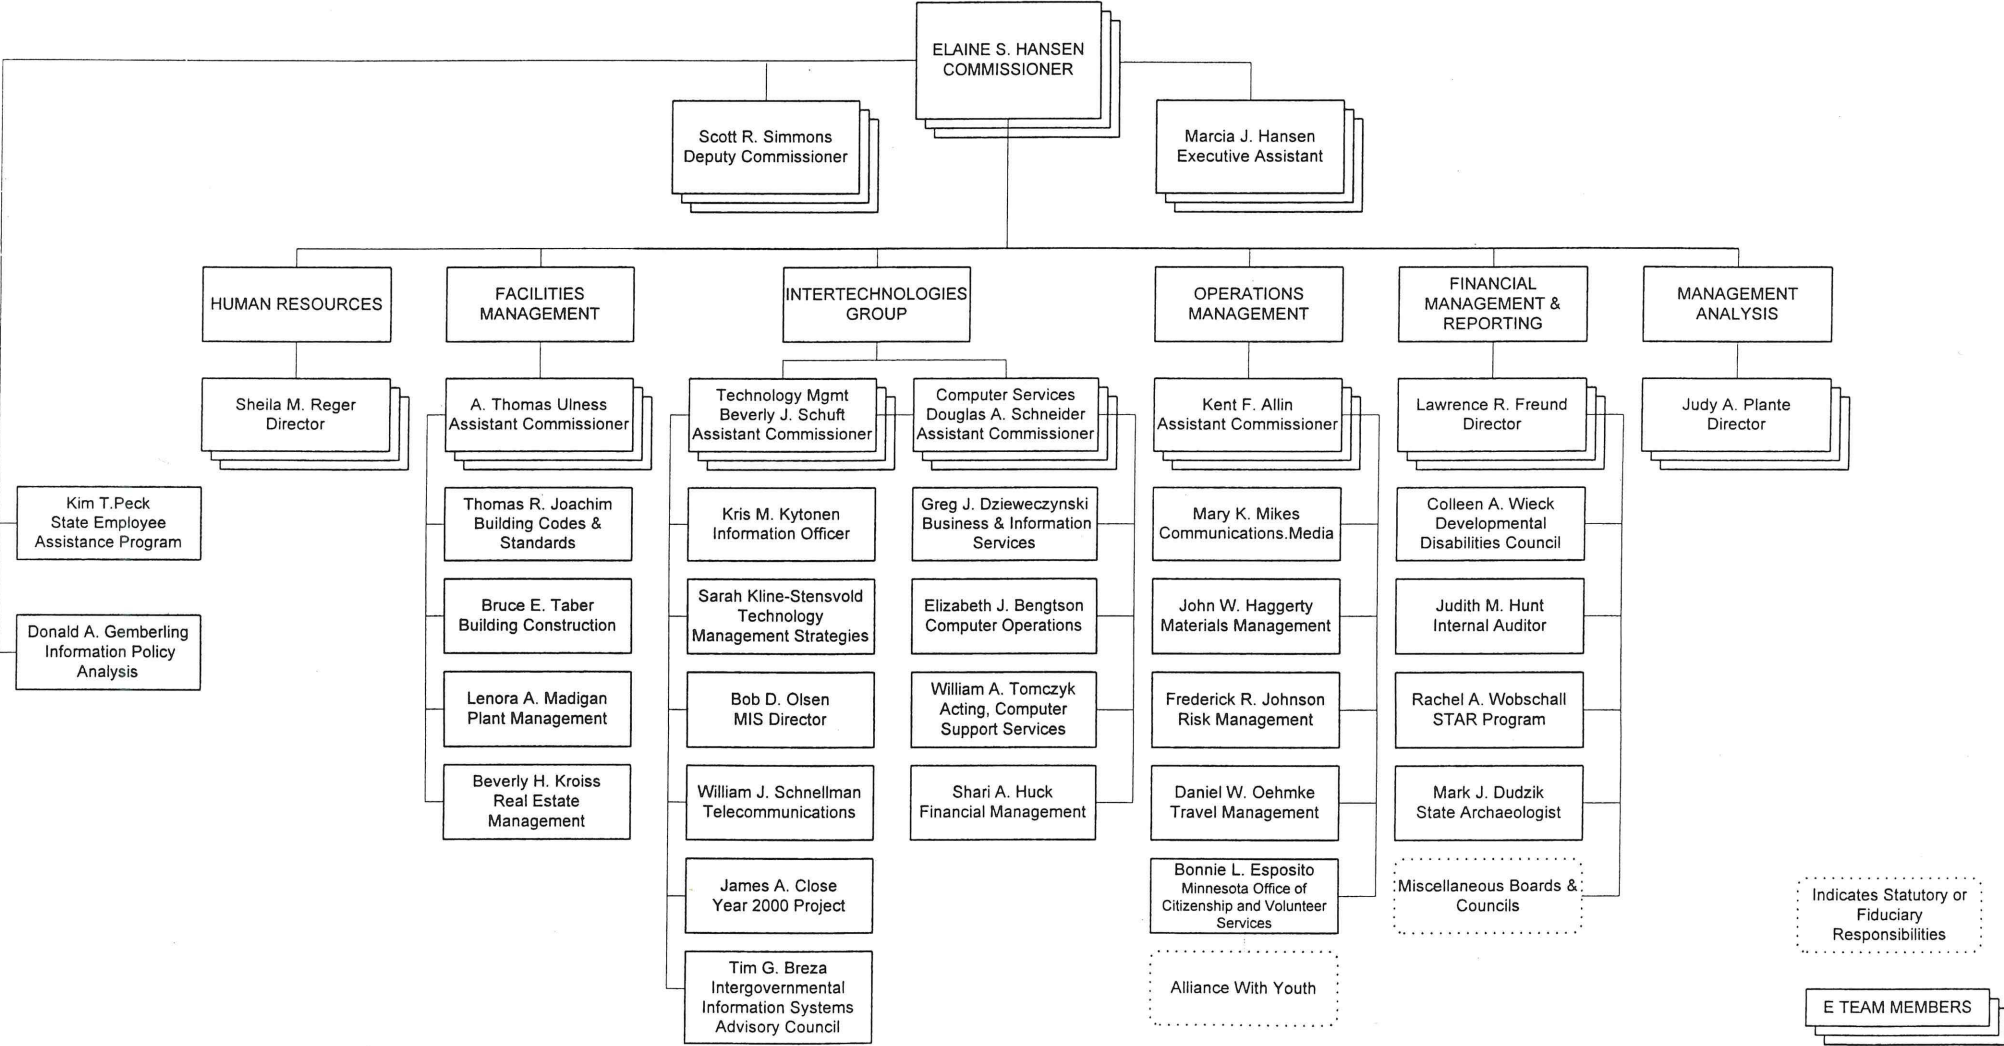 ELAINE S. HANSEN
COMMISSIONER
Scott R. Simmons
Deputy Commissioner
Marcia J. Hansen
Executive Assistant
HUMAN RESOURCES
FACILITIES
MANAGEMENT
INTERTECHNOLOGIES
GROUP
OPERATIONS
MANAGEMENT
FINANCIAL
MANAGEMENT &
REPORTING
MANAGEMENT
ANALYSIS
Sheila M. Reger
Director
A. Thomas Ulness
Assistant Commissioner
Technology Mgmt
Beverly J. Schuft
Assistant Commissioner
Computer Services
Douglas A. Schneider
Assistant Commissioner
Kent F. Allin
Assistant Commissioner
Lawrence R. Freund
Director
Judy A. Plante
Director
Kim T.Peck
State Employee
Assistance Program
Donald A. Gemberling
Information Policy
Analysis
Thomas R. Joachim
Building Codes &
Standards
Bruce E. Taber
Building Construction
Lenora A. Madigan
Plant Management
Beverly H. Kroiss
Real Estate
Management
Kris M. Kytonen
Information Officer
Sarah Kline-Stensvold
Technology
Management Strategies
Bob D. Olsen
MIS Director
William J. Schnellman
Telecommunications
James A. Close
Year 2000 Project
Tim G. Breza
Intergovernmental
Information Systems
Advisory Council
Greg J. Dzieweczynski
Business & Information
Services
Elizabeth J. Bengtson
Computer Operations
William A. Tomczyk
Acting, Computer
Support Services
Shari A. Huck
Financial Management
Mary K. Mikes
Communications.Media
John W. Haggerty
Materials Management
Frederick R. Johnson
Risk Management
Daniel W. Oehmke
Travel Management
Bonnie L. Esposito
Minnesota Office of
Citizenship and Volunteer
Services
Alliance With Youth
Colleen A. Wieck
Developmental
Disabilities Council
Judith M. Hunt
Internal Auditor
Rachel A. Wobschall
STAR Program
Mark J. Dudzik
State Archaeologist
Miscellaneous Boards &
Councils
Indicates Statutory or
Fiduciary
Responsibilities
E TEAM MEMBERS